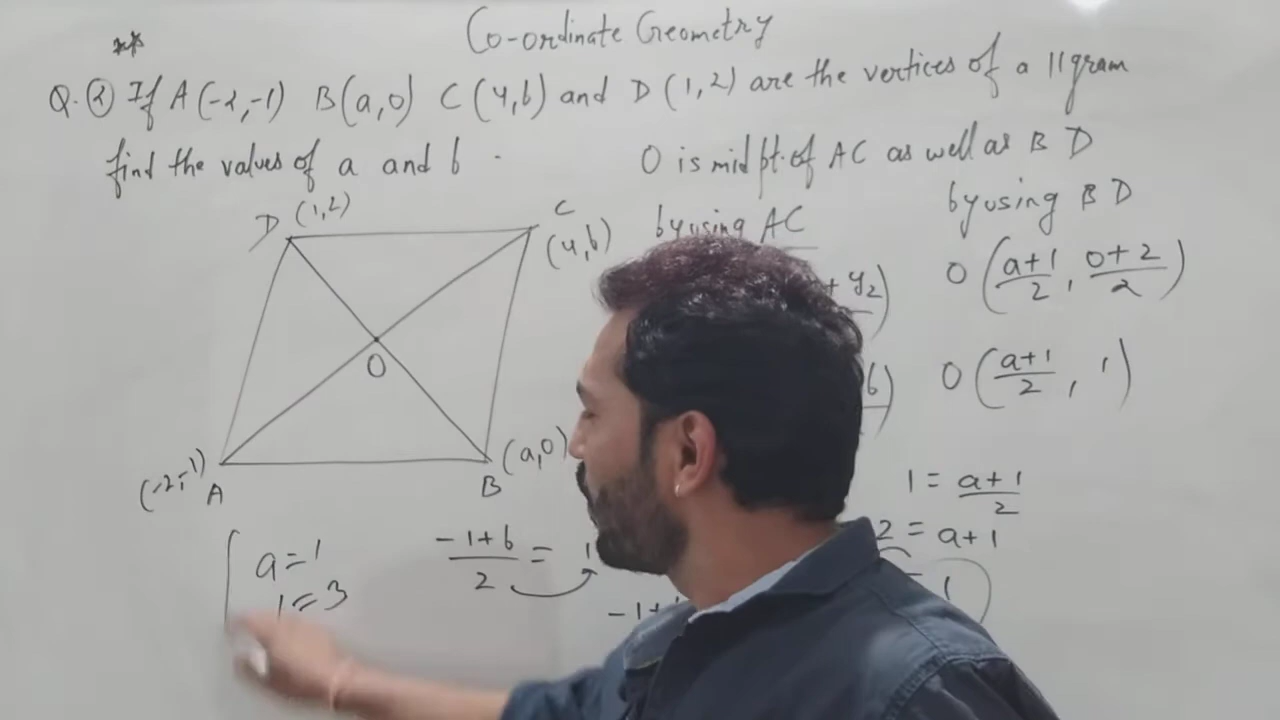 Co-ordinate Geometry
**
Q.② If A(-2,-1) B(a,0) C(4,b) and D(1,2) are the vertices of a ||gram
find the values of a and b .
O is mid pt. of AC as well as B D
by using AC
by using B D
D (1,2)
C
(4,b)
O
(-2,-1)
A
B
(a,0)
+ y₂)
b)
O((a+1)/2, (0+2)/2)
O((a+1)/2, 1)
1 = (a+1)/2
2 = a+1
1
(-1+b)/2 = 1
-1+
a=1
=3